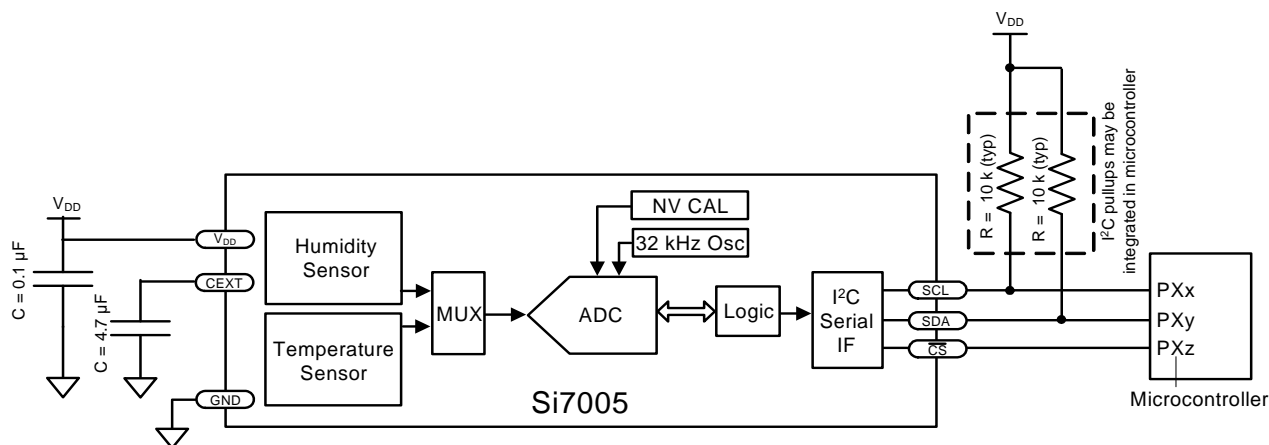 VDD
R = 10 k (typ)
R = 10 k (typ)
I²C pullups may be
integrated in microcontroller
VDD
C = 0.1 µF
C = 4.7 µF
VDD
CEXT
GND
Humidity
Sensor
Temperature
Sensor
MUX
NV CAL
32 kHz Osc
ADC
Logic
I²C
Serial
IF
SCL
SDA
CS
PXx
PXy
PXz
Microcontroller
Si7005